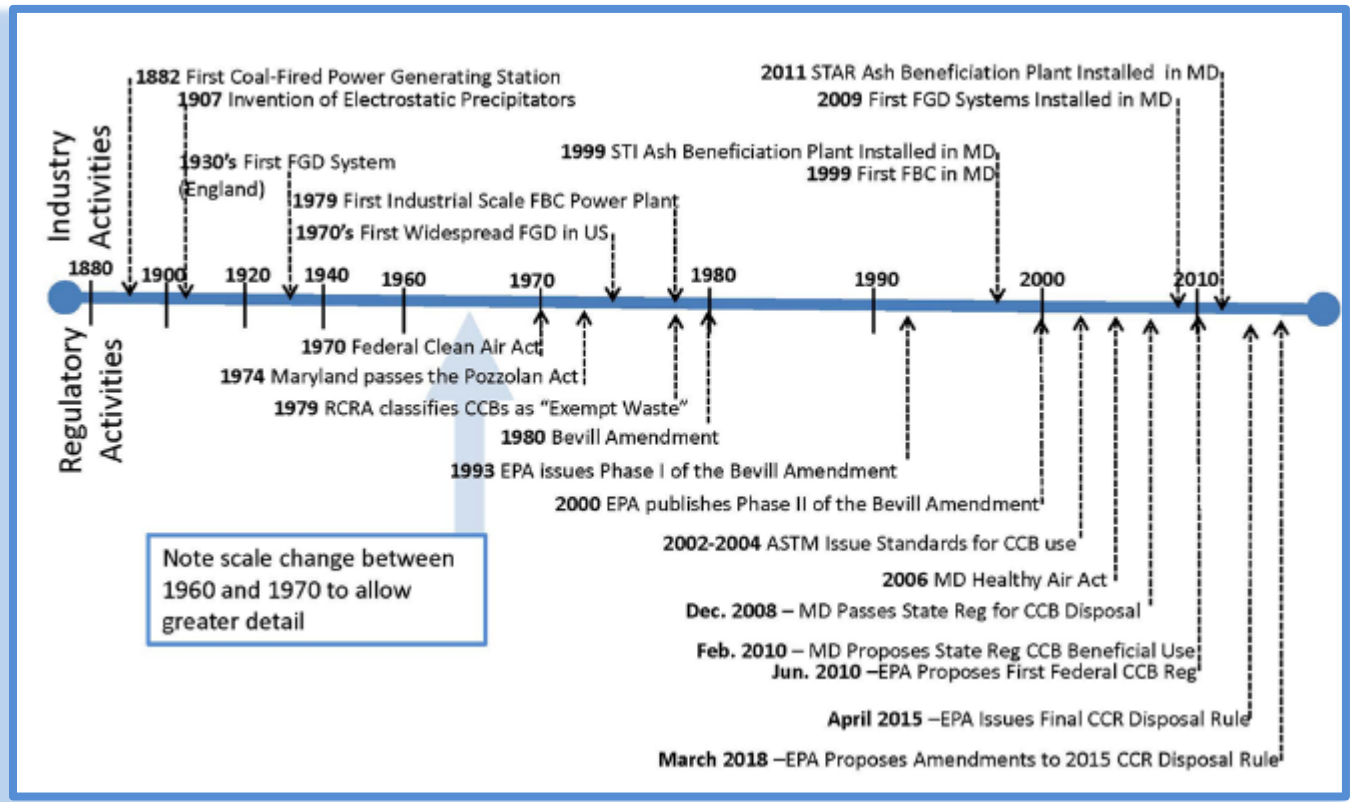 1882 First Coal-Fired Power Generating Station
1907 Invention of Electrostatic Precipitators
1930's First FGD System
(England)
2011 STAR Ash Beneficiation Plant Installed in MD
2009 First FGD Systems Installed in MD
1999 STI Ash Beneficiation Plant Installed in MD
1999 First FBC in MD
1979 First Industrial Scale FBC Power Plant
1970's First Widespread FGD in US
Industry
Activities
1880
1900
1920
1940
1960
1970
1980
1990
2000
2010
Regulatory
Activities
1970 Federal Clean Air Act
1974 Maryland passes the Pozzolan Act
1979 RCRA classifies CCBs as “Exempt Waste”
1980 Bevill Amendment
1993 EPA issues Phase I of the Bevill Amendment
2000 EPA publishes Phase II of the Bevill Amendment
2002-2004 ASTM Issue Standards for CCB use
2006 MD Healthy Air Act
Dec. 2008 – MD Passes State Reg for CCB Disposal
Feb. 2010 – MD Proposes State Reg CCB Beneficial Use
Jun. 2010 –EPA Proposes First Federal CCB Reg
April 2015 –EPA Issues Final CCR Disposal Rule
March 2018 –EPA Proposes Amendments to 2015 CCR Disposal Rule
Note scale change between
1960 and 1970 to allow
greater detail